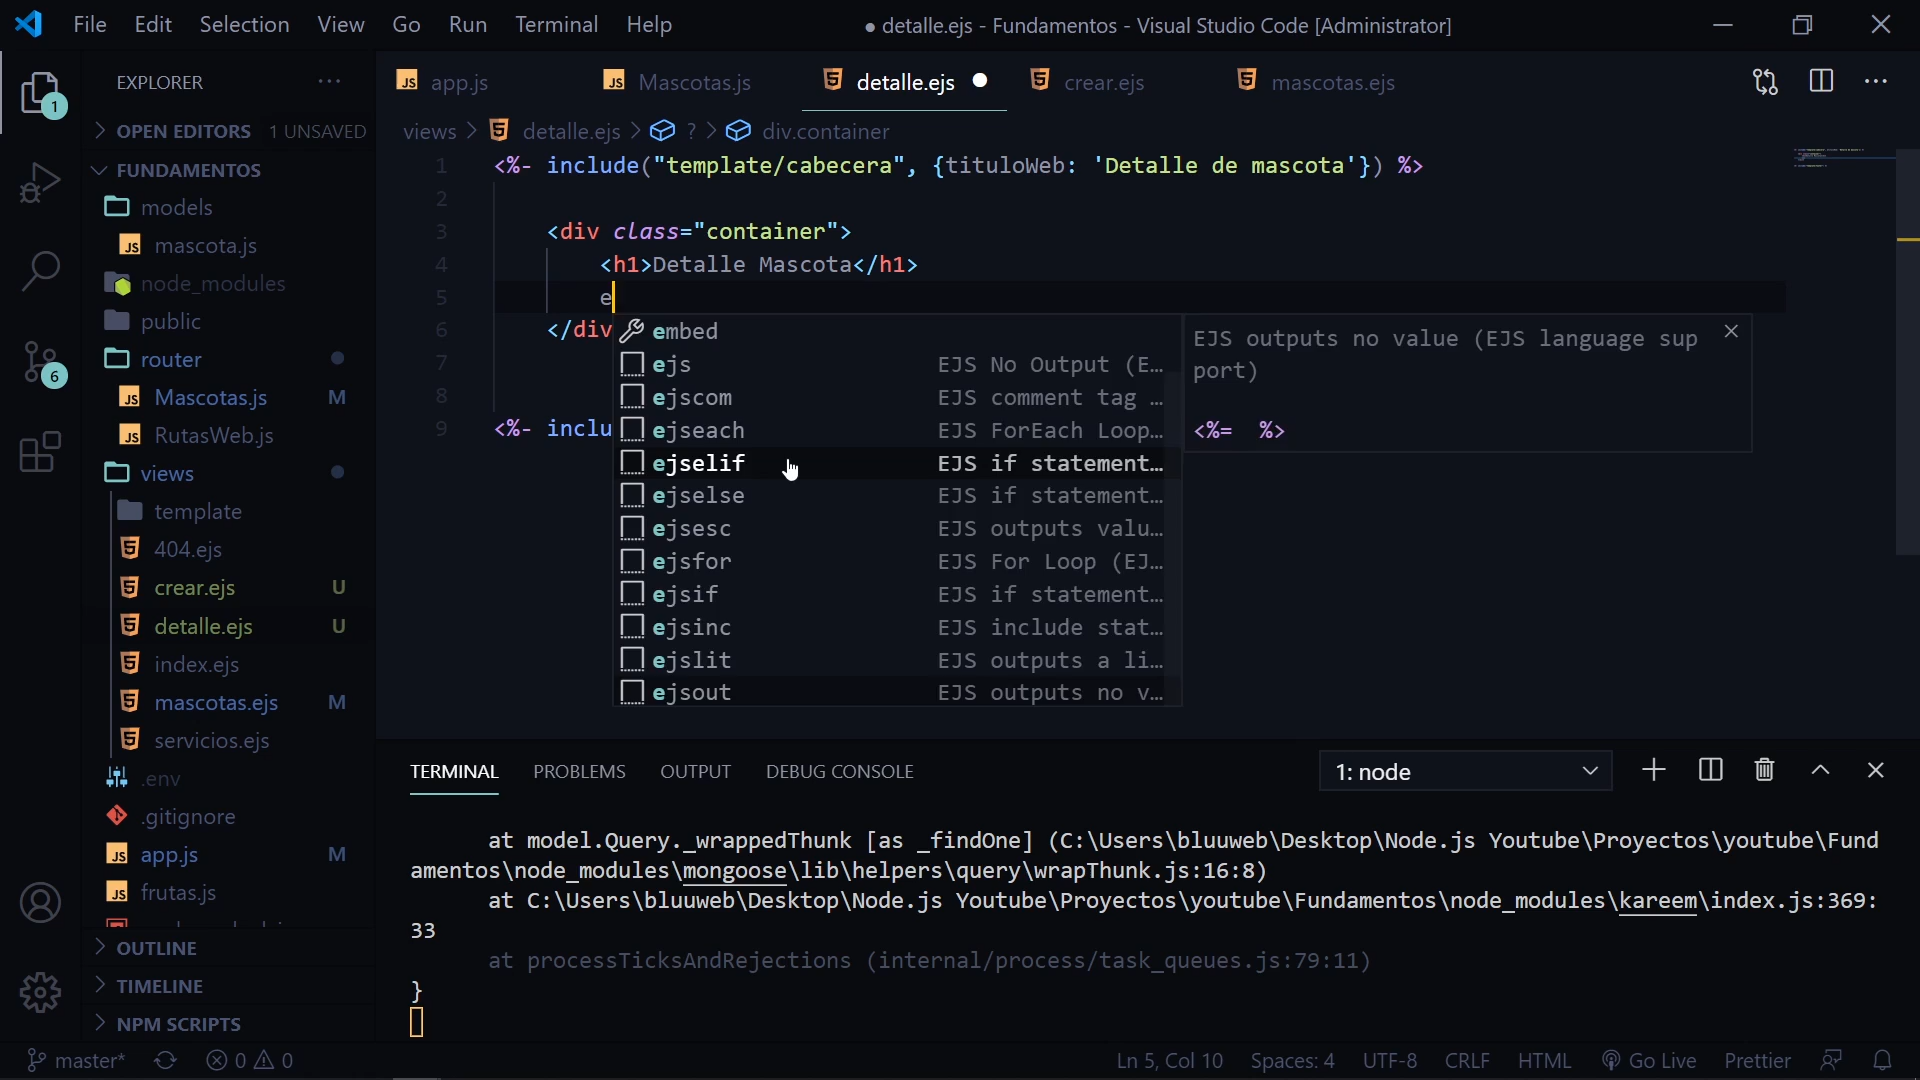 File Edit Selection View Go Run Terminal Help
● detalle.ejs - Fundamentos - Visual Studio Code [Administrator]
EXPLORER
OPEN EDITORS 1 UNSAVED
FUNDAMENTOS
models
JS mascota.js
node_modules
public
router
JS Mascotas.js M
JS RutasWeb.js
views
template
404.ejs
crear.ejs U
detalle.ejs U
index.ejs
mascotas.ejs M
servicios.ejs
.env
.gitignore
JS app.js M
JS frutas.js
OUTLINE
TIMELINE
NPM SCRIPTS
1
6
JS app.js
JS Mascotas.js
detalle.ejs ●
crear.ejs
mascotas.ejs
views > detalle.ejs > ? > div.container
1 <%- include("template/cabecera", {tituloWeb: 'Detalle de mascota'}) %>
2
3 <div class="container">
4 <h1>Detalle Mascota</h1>
5 e
6 </div
7
8
9 <%- inclu
embed
ejs EJS No Output (E…
ejscom EJS comment tag …
ejseach EJS ForEach Loop…
ejselif EJS if statement…
ejselse EJS if statement…
ejsesc EJS outputs valu…
ejsfor EJS For Loop (EJ…
ejsif EJS if statement…
ejsinc EJS include stat…
ejslit EJS outputs a li…
ejsout EJS outputs no v…
EJS outputs no value (EJS language sup
port)
<%=  %>
TERMINAL PROBLEMS OUTPUT DEBUG CONSOLE
1: node
at model.Query._wrappedThunk [as _findOne] (C:\Users\bluuweb\Desktop\Node.js Youtube\Proyectos\youtube\Fund
amentos\node_modules\mongoose\lib\helpers\query\wrapThunk.js:16:8)
at C:\Users\bluuweb\Desktop\Node.js Youtube\Proyectos\youtube\Fundamentos\node_modules\kareem\index.js:369:
33
at processTicksAndRejections (internal/process/task_queues.js:79:11)
}
master* 0 0
Ln 5, Col 10 Spaces: 4 UTF-8 CRLF HTML Go Live Prettier